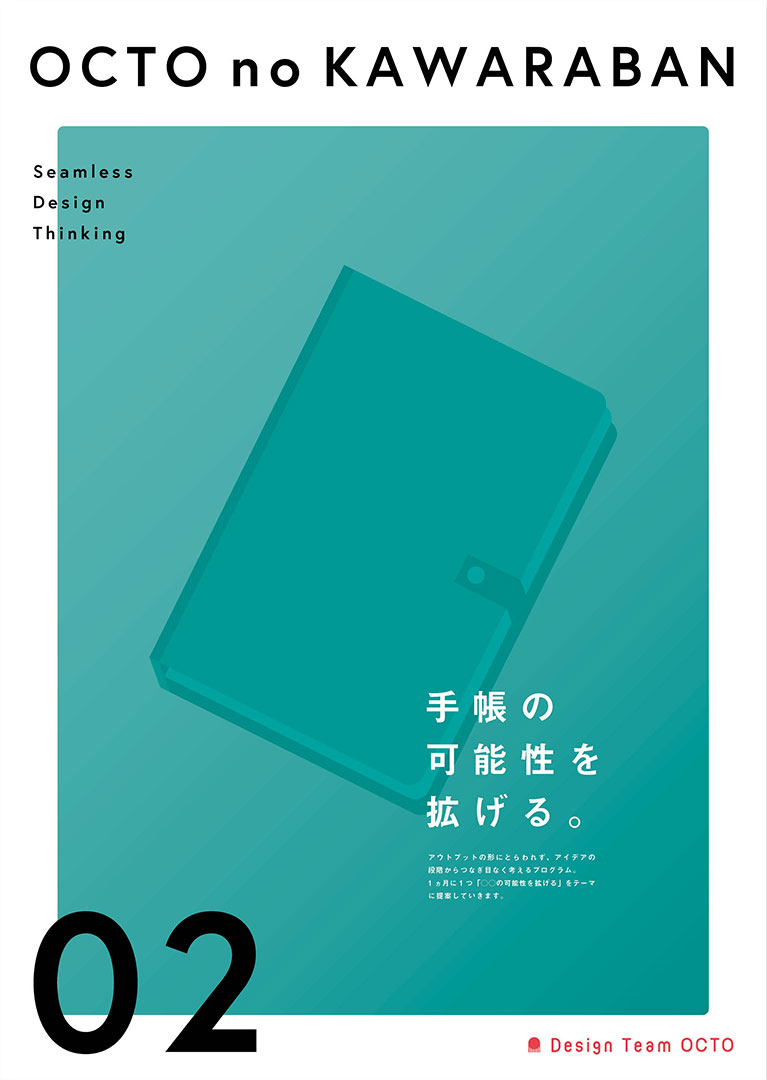 OCTO no KAWARABAN
Seamless
Design
Thinking
手帳の
可能性を
拡げる。
アウトプットの形にとらわれず、アイデアの
段階からつなぎ目なく考えるプログラム。
1ヵ月に1つ「○○の可能性を拡げる」をテーマ
に提案していきます。
02
Design Team OCTO